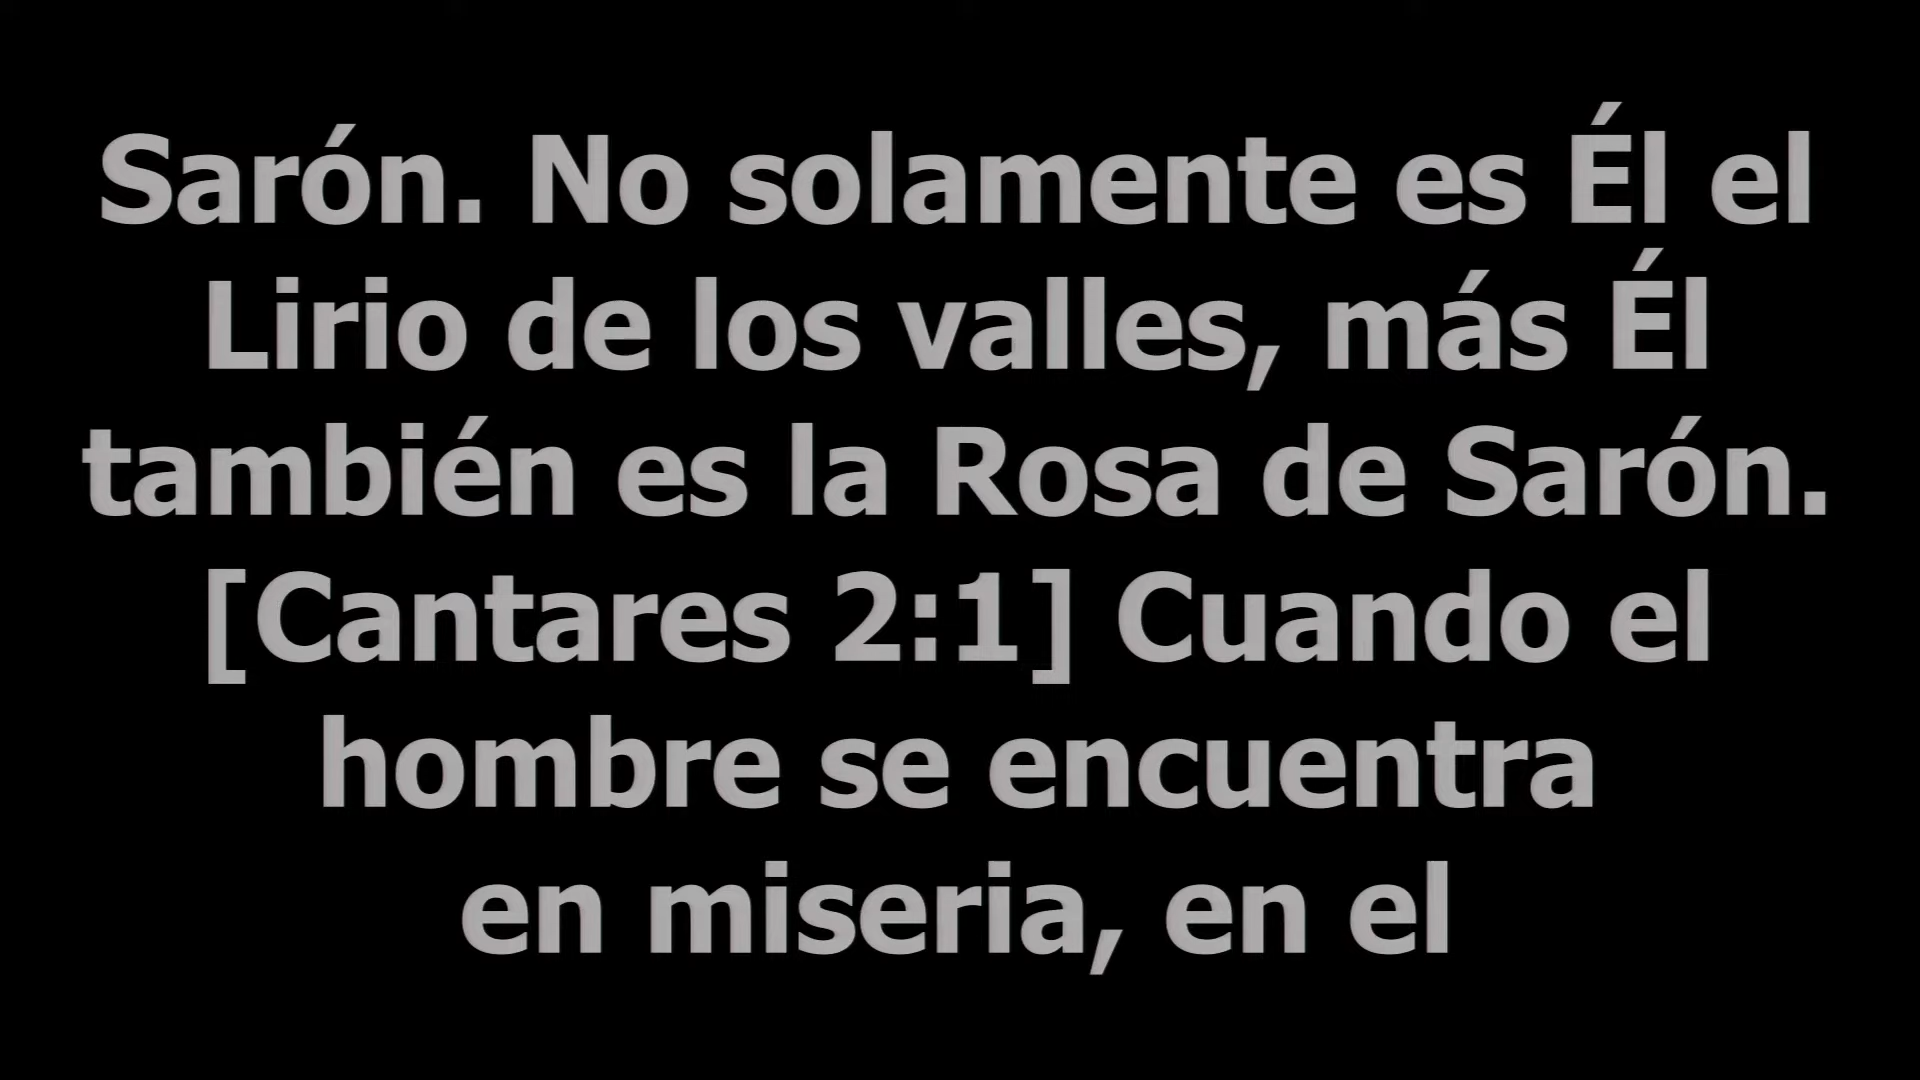 Sarón. No solamente es Él el
Lirio de los valles, más Él
también es la Rosa de Sarón.
[Cantares 2:1] Cuando el
hombre se encuentra
en miseria, en el